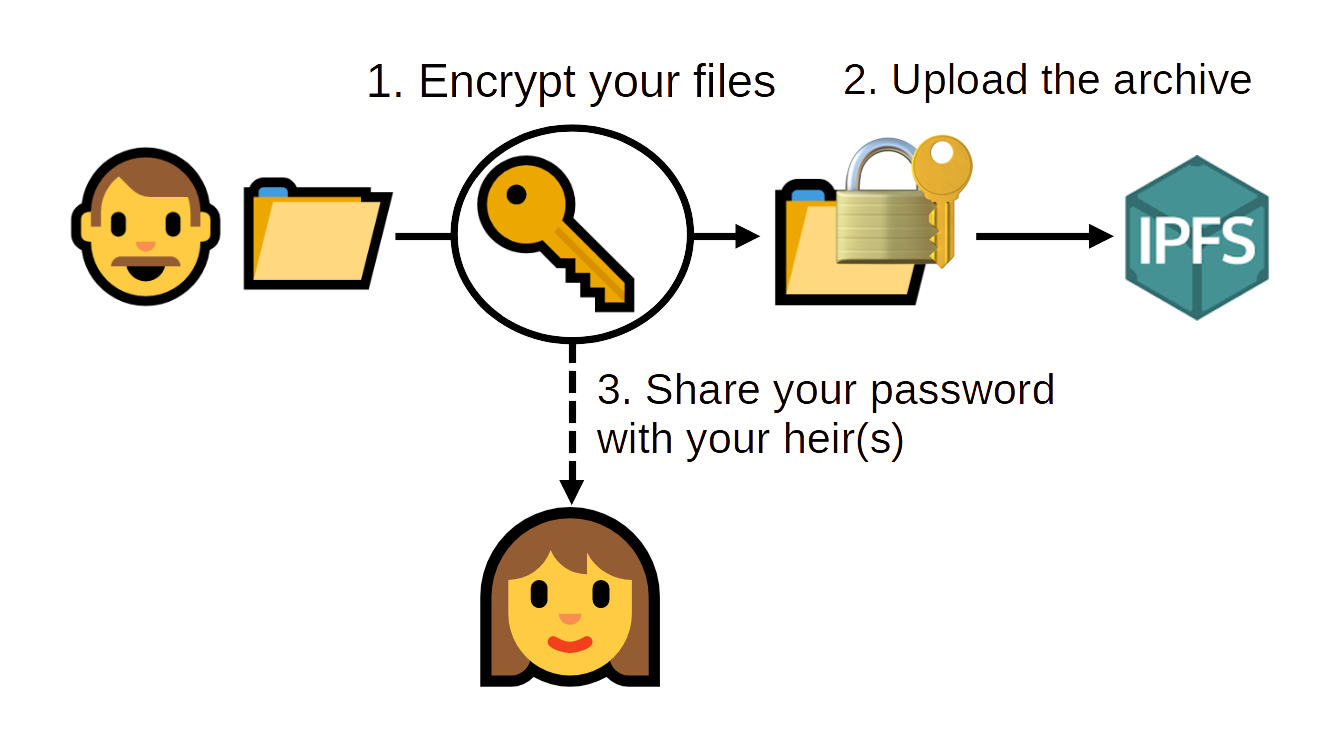 1. Encrypt your files
2. Upload the archive
IPFS
3. Share your password
with your heir(s)